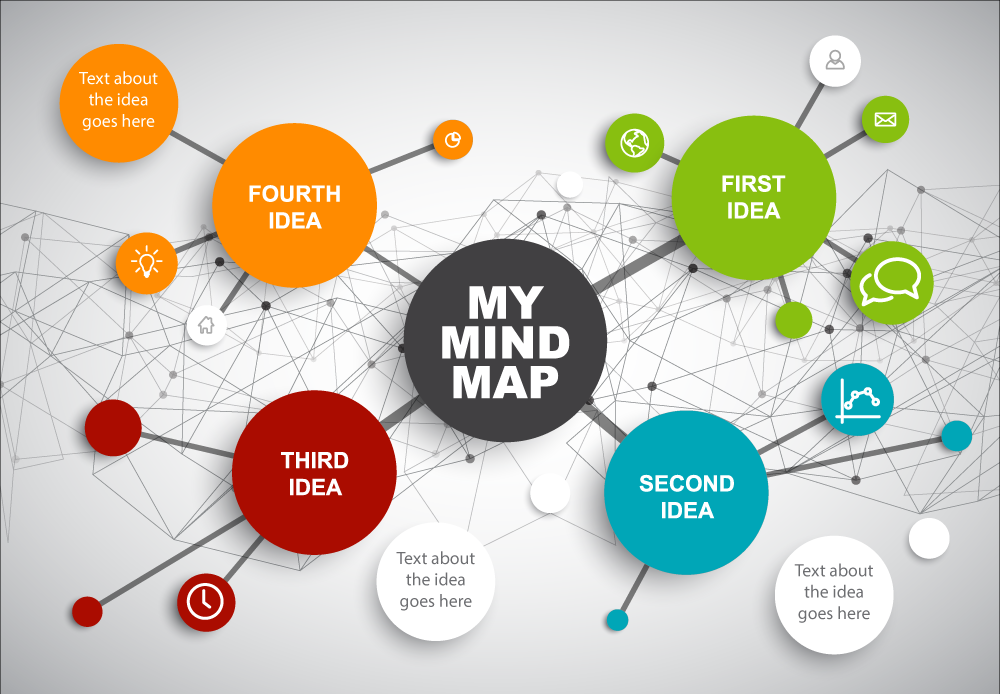 Text about
the idea
goes here
FOURTH
IDEA
FIRST
IDEA
MY
MIND
MAP
THIRD
IDEA
SECOND
IDEA
Text about
the idea
goes here
Text about
the idea
goes here